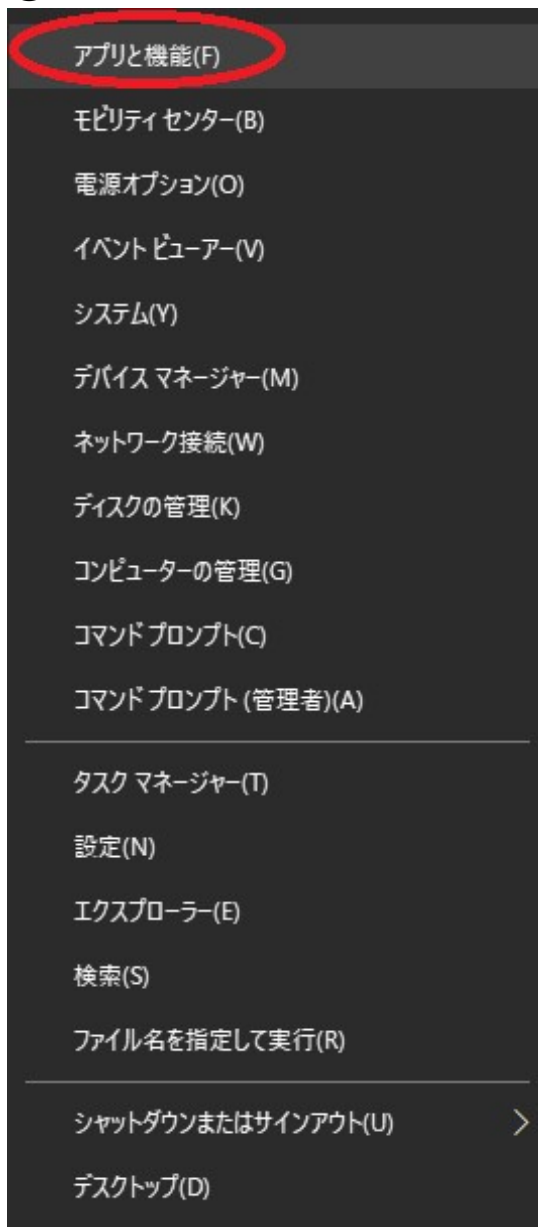 アプリと機能(F)
モビリティ センター(B)
電源オプション(O)
イベント ビューアー(V)
システム(Y)
デバイス マネージャー(M)
ネットワーク接続(W)
ディスクの管理(K)
コンピューターの管理(G)
コマンド プロンプト(C)
コマンド プロンプト (管理者)(A)
タスク マネージャー(T)
設定(N)
エクスプローラー(E)
検索(S)
ファイル名を指定して実行(R)
シャットダウンまたはサインアウト(U)
デスクトップ(D)